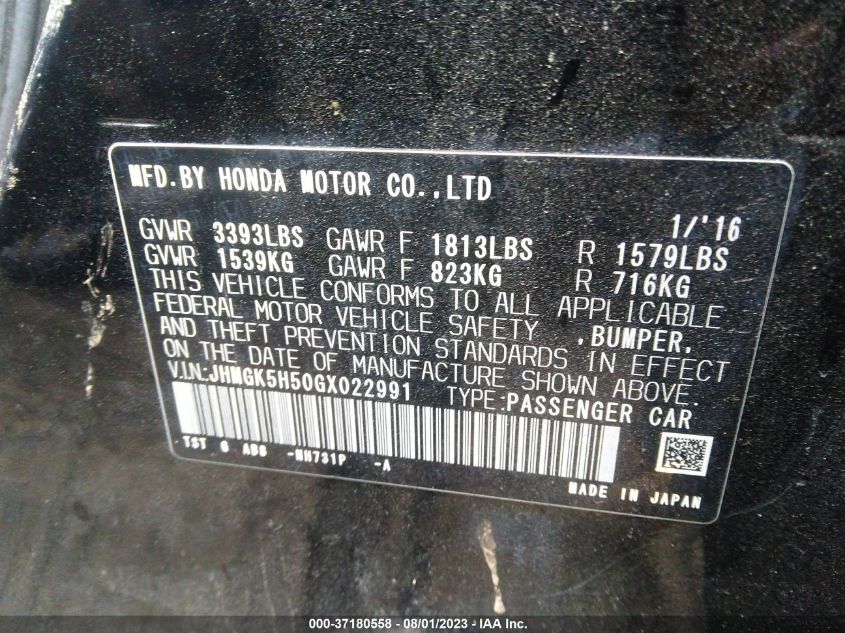 MFD.BY HONDA MOTOR CO.,LTD
1/'16
GVWR 3393LBS GAWR F 1813LBS R 1579LBS
GVWR 1539KG GAWR F 823KG R 716KG
THIS VEHICLE CONFORMS TO ALL APPLICABLE
FEDERAL MOTOR VEHICLE SAFETY ,BUMPER,
AND THEFT PREVENTION STANDARDS IN EFFECT
ON THE DATE OF MANUFACTURE SHOWN ABOVE.
V.I.N.:JHMGK5H50GX022991 TYPE:PASSENGER CAR
TST 6 ABB -NH731P -A
MADE IN JAPAN
000-37180558 - 08/01/2023 - IAA Inc.